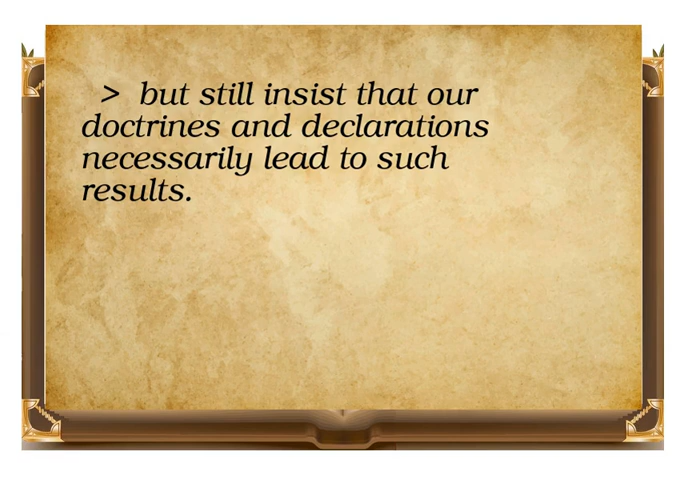 > but still insist that our
doctrines and declarations
necessarily lead to such
results.